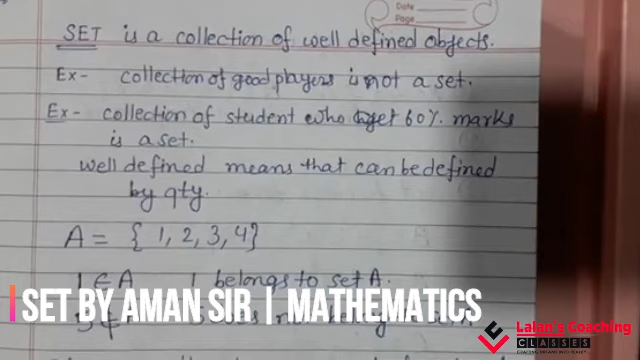 Date
Page
SET is a collection of well defined objects.
Ex- collection of good players is not a set.
Ex- collection of student who get 60% marks
is a set.
well defined means that can be defined
by qty.
A = { 1, 2, 3, 4}
1 ∈ A 1 belongs to set A.
SET BY AMAN SIR | MATHEMATICS
Lalan's Coaching
CLASSES